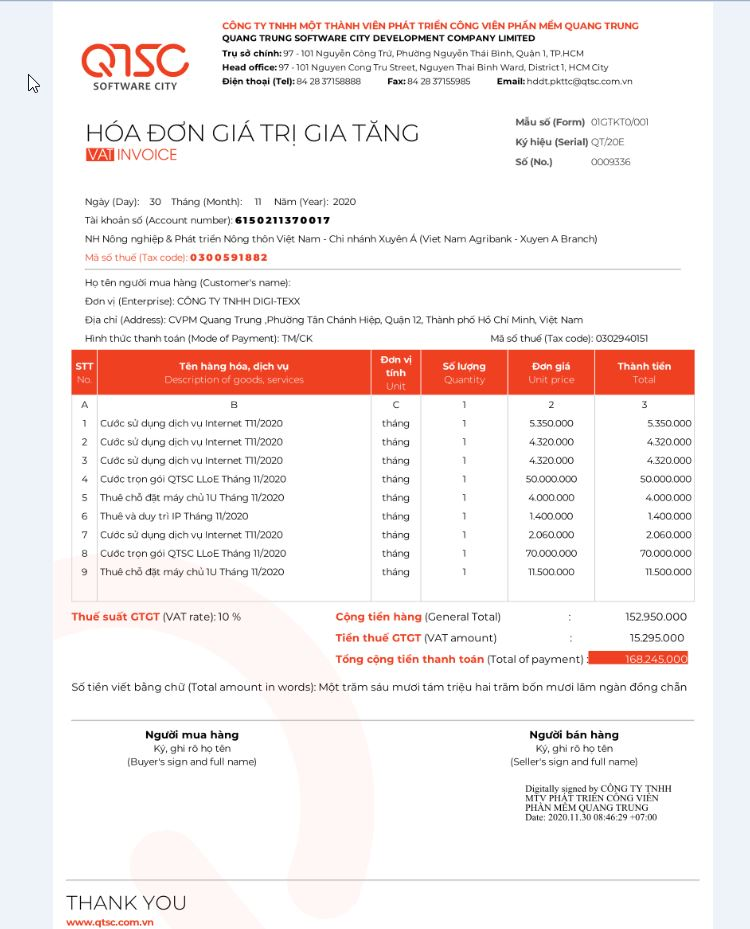 CÔNG TY TNHH MỘT THÀNH VIÊN PHÁT TRIỂN CÔNG VIÊN PHẦN MỀM QUANG TRUNG
QUANG TRUNG SOFTWARE CITY DEVELOPMENT COMPANY LIMITED
Trụ sở chính: 97 - 101 Nguyễn Công Trứ, Phường Nguyễn Thái Bình, Quận 1, TP.HCM
Head office: 97 - 101 Nguyen Cong Tru Street, Nguyen Thai Binh Ward, District 1, HCM City
Điện thoại (Tel): 84 28 37158888 Fax: 84 28 37155985 Email: hddt.pkttc@qtsc.com.vn
QTSC
SOFTWARE CITY
HÓA ĐƠN GIÁ TRỊ GIA TĂNG
VAT INVOICE
Mẫu số (Form) 01GTKT0/001
Ký hiệu (Serial) QT/20E
Số (No.) 0009336
Ngày (Day): 30 Tháng (Month): 11 Năm (Year): 2020
Tài khoản số (Account number): 6150211370017
NH Nông nghiệp & Phát triển Nông thôn Việt Nam - Chi nhánh Xuyên Á (Viet Nam Agribank - Xuyen A Branch)
Mã số thuế (Tax code): 0300591882
Họ tên người mua hàng (Customer's name):
Đơn vị (Enterprise): CÔNG TY TNHH DIGI-TEXX
Địa chỉ (Address): CVPM Quang Trung ,Phường Tân Chánh Hiệp, Quận 12, Thành phố Hồ Chí Minh, Việt Nam
Hình thức thanh toán (Mode of Payment): TM/CK Mã số thuế (Tax code): 0302940151
STT No. Tên hàng hóa, dịch vụ Description of goods, services Đơn vị tính Unit Số lượng Quantity Đơn giá Unit price Thành tiền Total
A B C 1 2 3
1 Cước sử dụng dịch vụ Internet T11/2020 tháng 1 5.350.000 5.350.000
2 Cước sử dụng dịch vụ Internet T11/2020 tháng 1 4.320.000 4.320.000
3 Cước sử dụng dịch vụ Internet T11/2020 tháng 1 4.320.000 4.320.000
4 Cước trọn gói QTSC LLoE Tháng 11/2020 tháng 1 50.000.000 50.000.000
5 Thuê chỗ đặt máy chủ 1U Tháng 11/2020 tháng 1 4.000.000 4.000.000
6 Thuê và duy trì IP Tháng 11/2020 tháng 1 1.400.000 1.400.000
7 Cước sử dụng dịch vụ Internet T11/2020 tháng 1 2.060.000 2.060.000
8 Cước trọn gói QTSC LLoE Tháng 11/2020 tháng 1 70.000.000 70.000.000
9 Thuê chỗ đặt máy chủ 1U Tháng 11/2020 tháng 1 11.500.000 11.500.000
Thuế suất GTGT (VAT rate): 10 % Cộng tiền hàng (General Total) : 152.950.000
Tiền thuế GTGT (VAT amount) : 15.295.000
Tổng cộng tiền thanh toán (Total of payment) : 168.245.000
Số tiền viết bằng chữ (Total amount in words): Một trăm sáu mươi tám triệu hai trăm bốn mươi lăm ngàn đồng chẵn
Người mua hàng Người bán hàng
Ký, ghi rõ họ tên Ký, ghi rõ họ tên
(Buyer's sign and full name) (Seller's sign and full name)
Digitally signed by CÔNG TY TNHH
MTV PHÁT TRIỂN CÔNG VIÊN
PHẦN MỀM QUANG TRUNG
Date: 2020.11.30 08:46:29 +07:00
THANK YOU
www.qtsc.com.vn